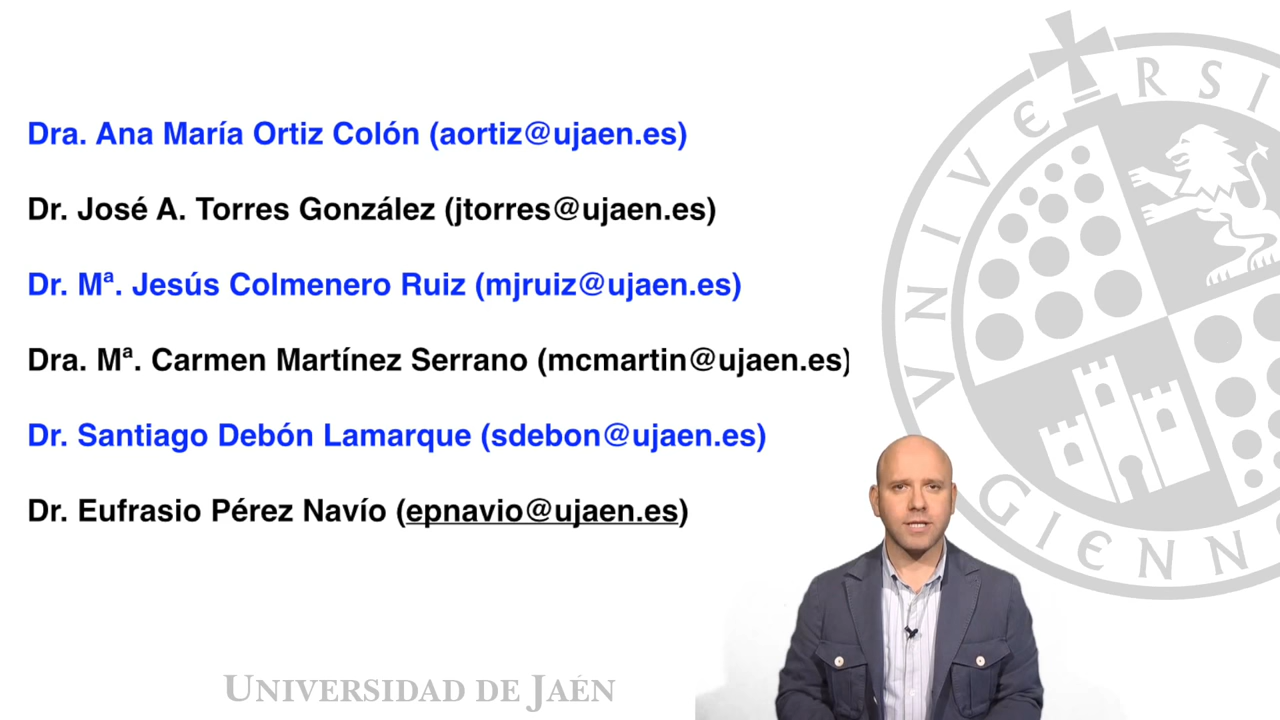 Dra. Ana María Ortiz Colón (aortiz@ujaen.es)
Dr. José A. Torres González (jtorres@ujaen.es)
Dr. Mª. Jesús Colmenero Ruiz (mjruiz@ujaen.es)
Dra. Mª. Carmen Martínez Serrano (mcmartin@ujaen.es)
Dr. Santiago Debón Lamarque (sdebon@ujaen.es)
Dr. Eufrasio Pérez Navío (epnavio@ujaen.es)
UNIVERSIDAD DE JAÉN
VNIVERSI
GIENN